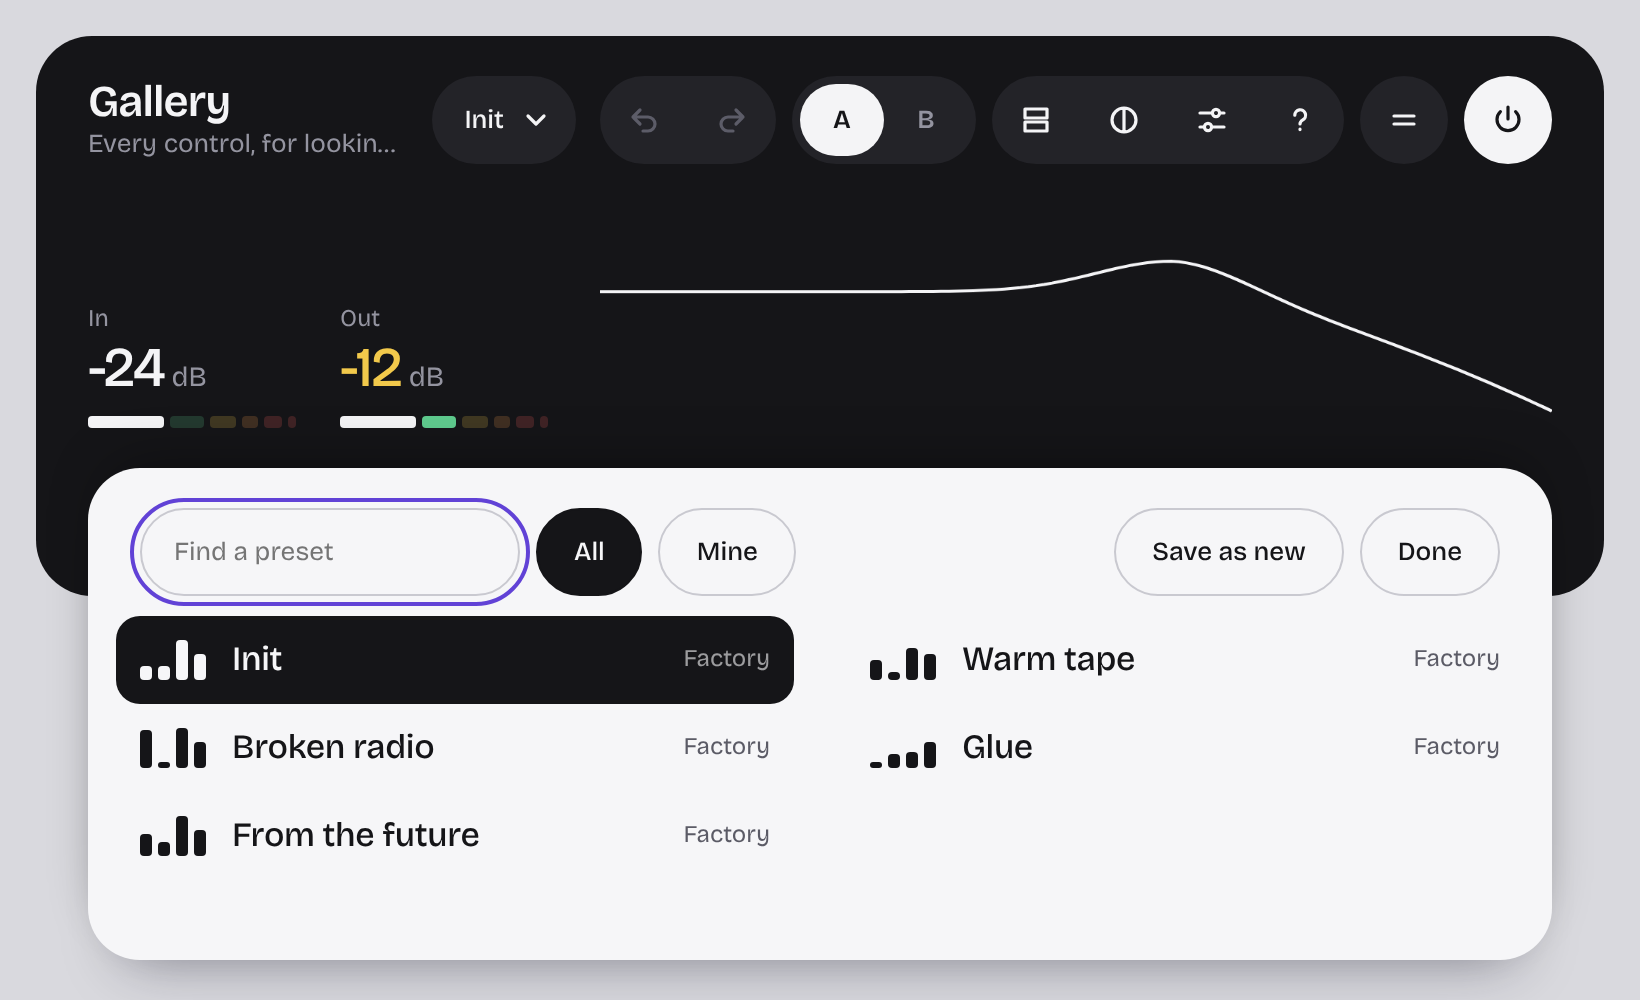 Gallery
Every control, for lookin...
Init
A
B
?
In
-24 dB
Out
-12 dB
Find a preset
All
Mine
Save as new
Done
Init
Factory
Warm tape
Factory
Broken radio
Factory
Glue
Factory
From the future
Factory